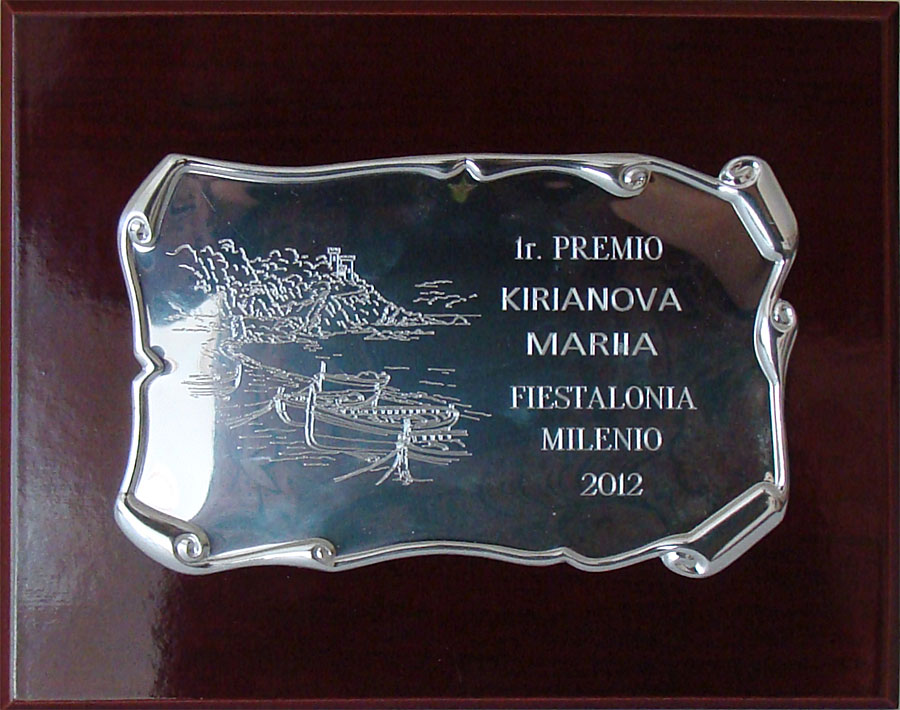 1r. PREMIO
KIRIANOVA
MARIIA
FIESTALONIA
MILENIO
2012